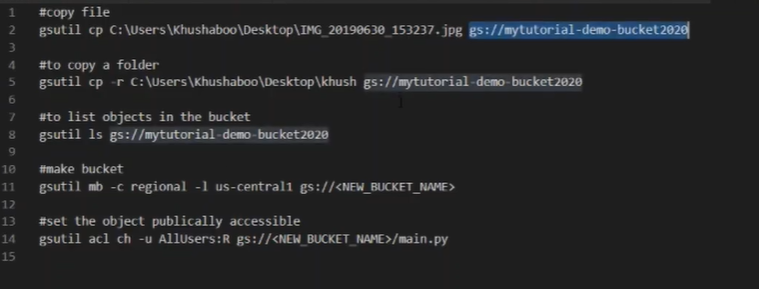 1 #copy file
2 gsutil cp C:\Users\Khushaboo\Desktop\IMG_20190630_153237.jpg gs://mytutorial-demo-bucket2020
3
4 #to copy a folder
5 gsutil cp -r C:\Users\Khushaboo\Desktop\khush gs://mytutorial-demo-bucket2020
6
7 #to list objects in the bucket
8 gsutil ls gs://mytutorial-demo-bucket2020
9
10 #make bucket
11 gsutil mb -c regional -l us-central1 gs://<NEW_BUCKET_NAME>
12
13 #set the object publically accessible
14 gsutil acl ch -u AllUsers:R gs://<NEW_BUCKET_NAME>/main.py
15